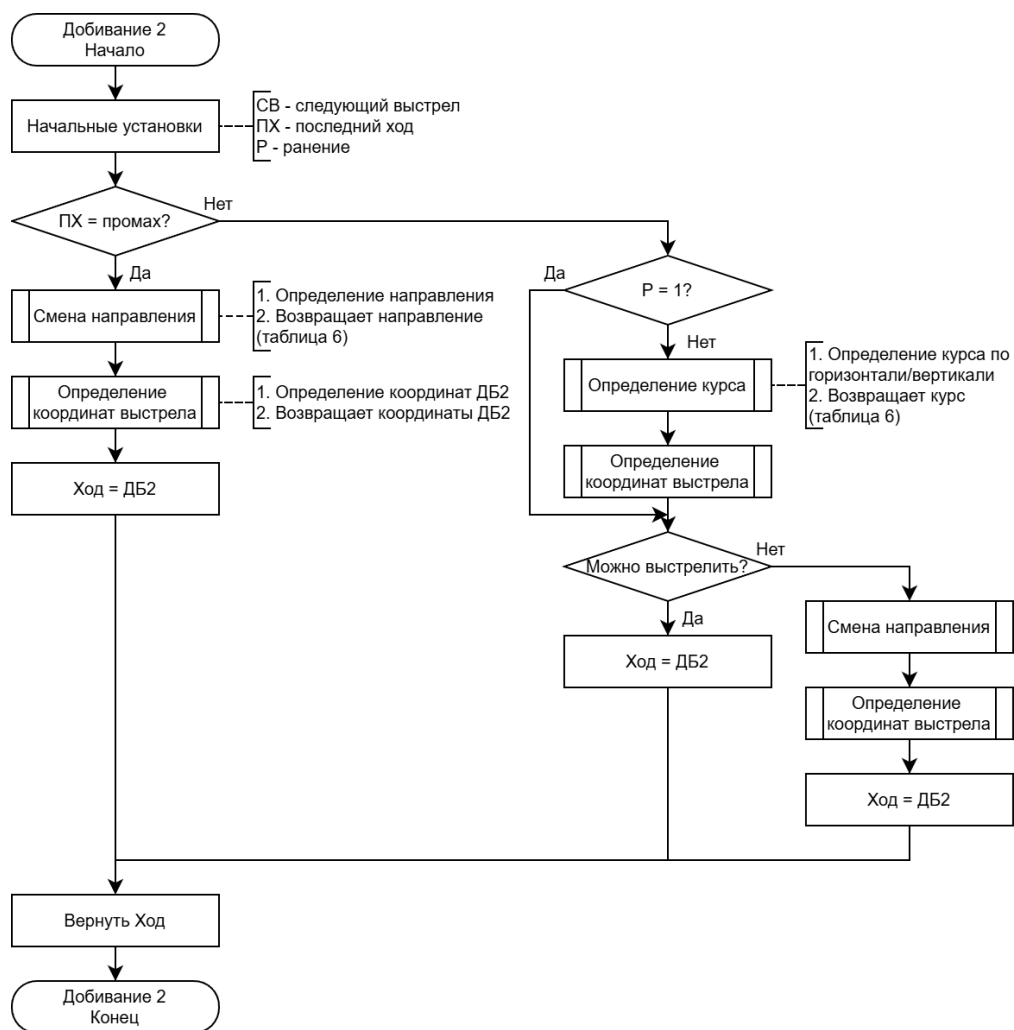 Добивание 2
Начало
Начальные установки
СВ - следующий выстрел
ПХ - последний ход
Р - ранение
ПХ = промах?
Нет
Да
Смена направления
1. Определение направления
2. Возвращает направление
(таблица 6)
Определение
координат выстрела
1. Определение координат ДБ2
2. Возвращает координаты ДБ2
Ход = ДБ2
Р = 1?
Да
Нет
Определение курса
1. Определение курса по
горизонтали/вертикали
2. Возвращает курс
(таблица 6)
Определение
координат выстрела
Можно выстрелить?
Нет
Да
Ход = ДБ2
Смена направления
Определение
координат выстрела
Ход = ДБ2
Вернуть Ход
Добивание 2
Конец